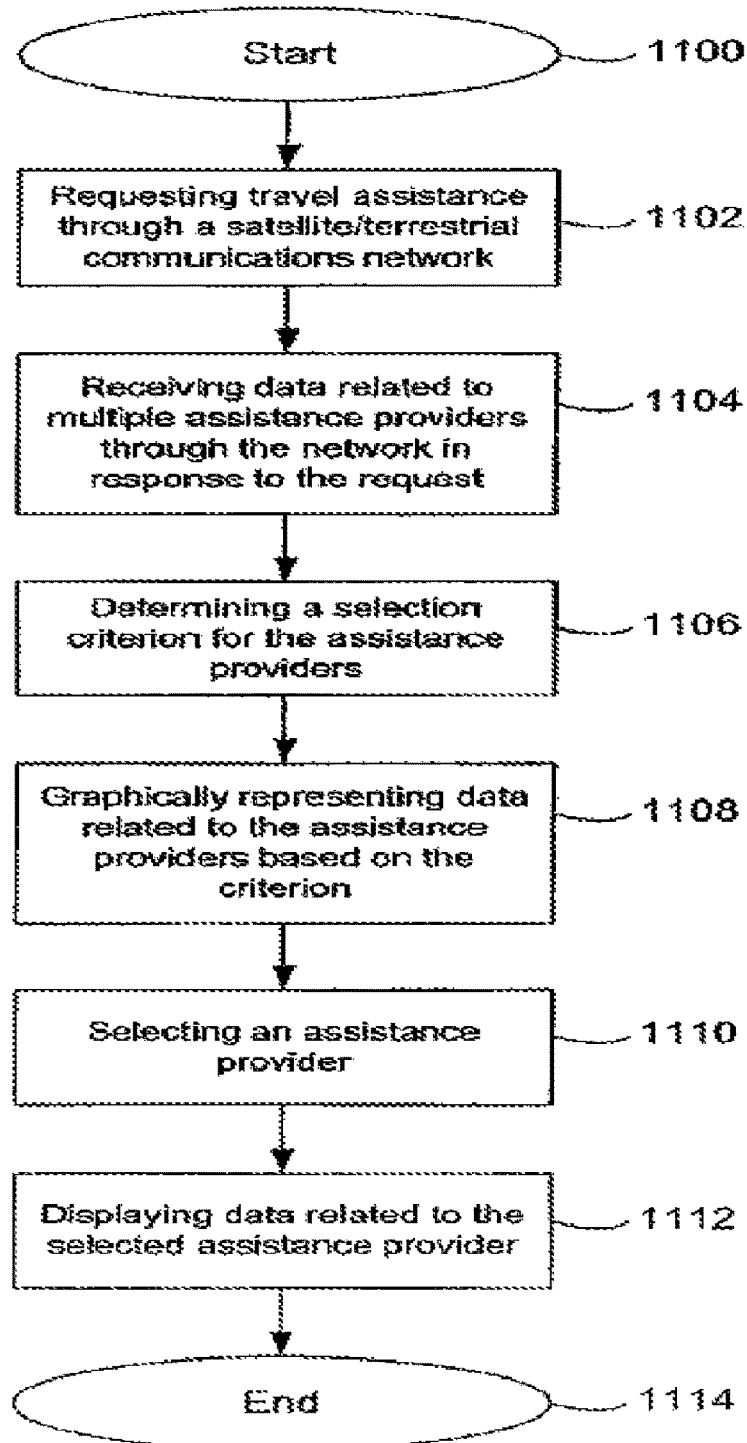 Start
1100
Requesting travel assistance
through a satellite/terrestrial
communications network
1102
Receiving data related to
multiple assistance providers
through the network in
response to the request
1104
Determining a selection
criterion for the assistance
providers
1106
Graphically representing data
related to the assistance
providers based on the
criterion
1108
Selecting an assistance
provider
1110
Displaying data related to the
selected assistance provider
1112
End
1114